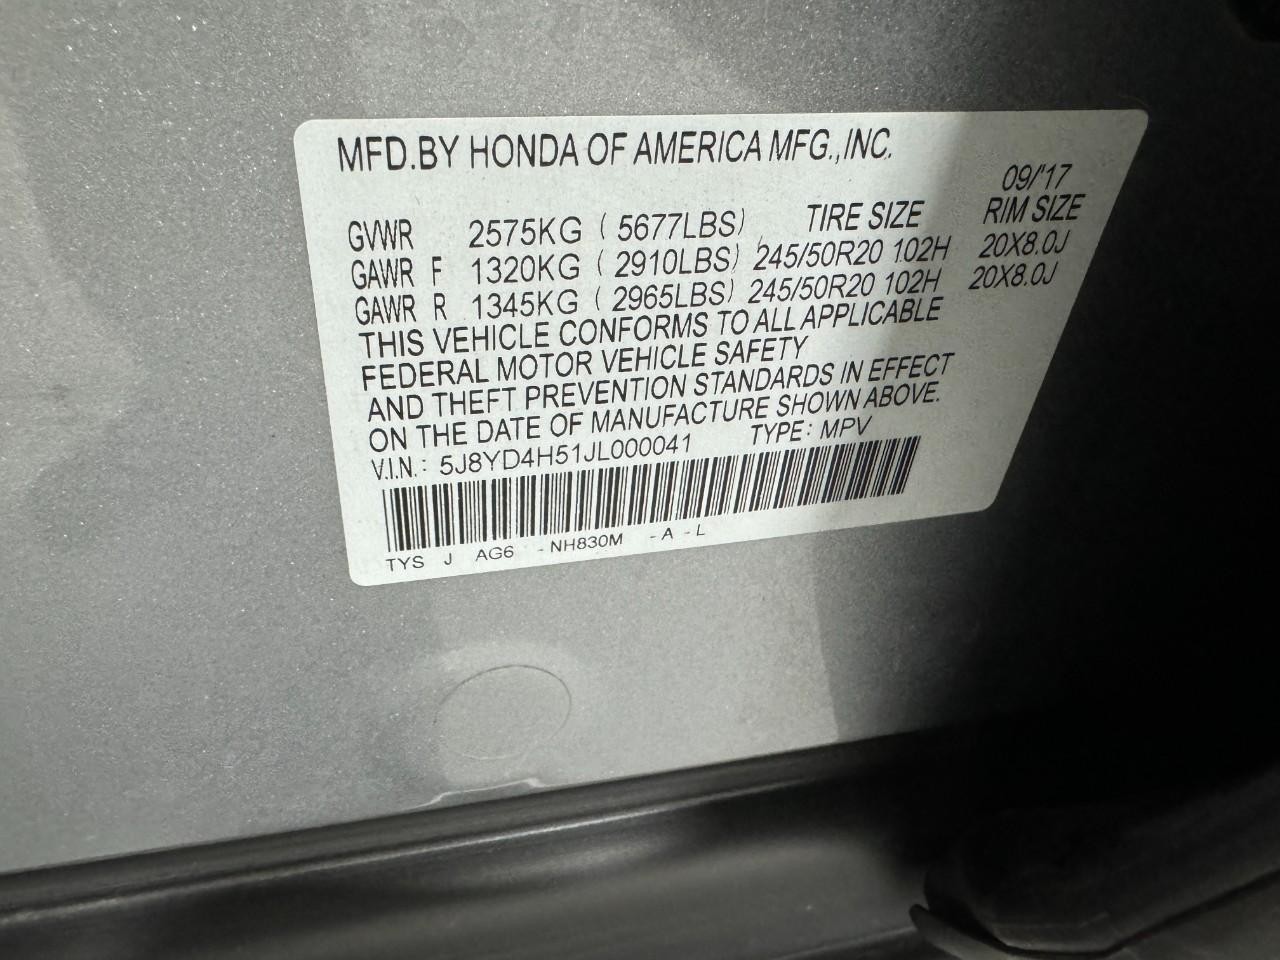 MFD.BY HONDA OF AMERICA MFG.,INC.
09/'17
GVWR 2575KG ( 5677LBS) TIRE SIZE RIM SIZE
GAWR F 1320KG ( 2910LBS) 245/50R20 102H 20X8.0J
GAWR R 1345KG ( 2965LBS) 245/50R20 102H 20X8.0J
THIS VEHICLE CONFORMS TO ALL APPLICABLE
FEDERAL MOTOR VEHICLE SAFETY
AND THEFT PREVENTION STANDARDS IN EFFECT
ON THE DATE OF MANUFACTURE SHOWN ABOVE.
V.I.N.: 5J8YD4H51JL000041 TYPE: MPV
TYS J AG6 -NH830M -A -L